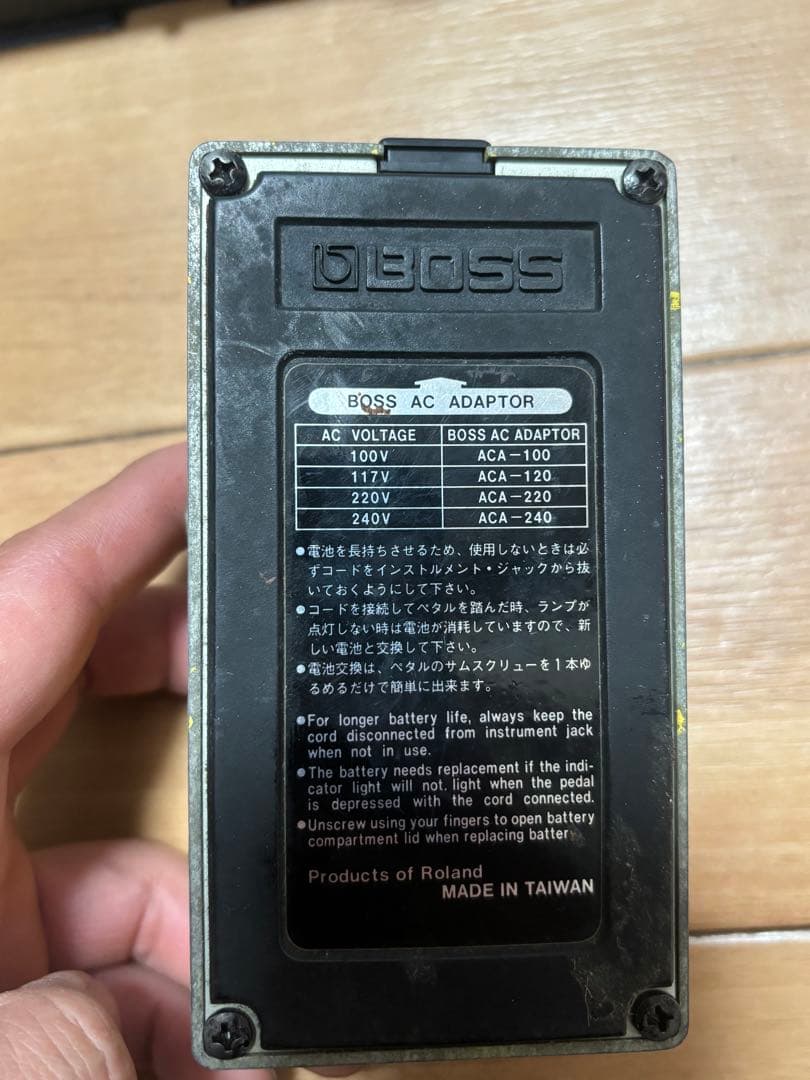 BOSS
BOSS AC ADAPTOR
AC VOLTAGE BOSS AC ADAPTOR
100V ACA-100
117V ACA-120
220V ACA-220
240V ACA-240
●電池を長持ちさせるため、使用しないときは必
ずコードをインストルメント・ジャックから抜
いておくようにして下さい。
●コードを接続してペタルを踏んだ時、ランプが
点灯しない時は電池が消耗していますので、新
しい電池と交換して下さい。
●電池交換は、ペタルのサムスクリューを1本ゆ
るめるだけで簡単に出来ます。
●For longer battery life, always keep the
cord disconnected from instrument jack
when not in use.
●The battery needs replacement if the indi-
cator light will not. light when the pedal
is depressed with the cord connected.
●Unscrew using your fingers to open battery
compartment lid when replacing batter
Products of Roland
MADE IN TAIWAN